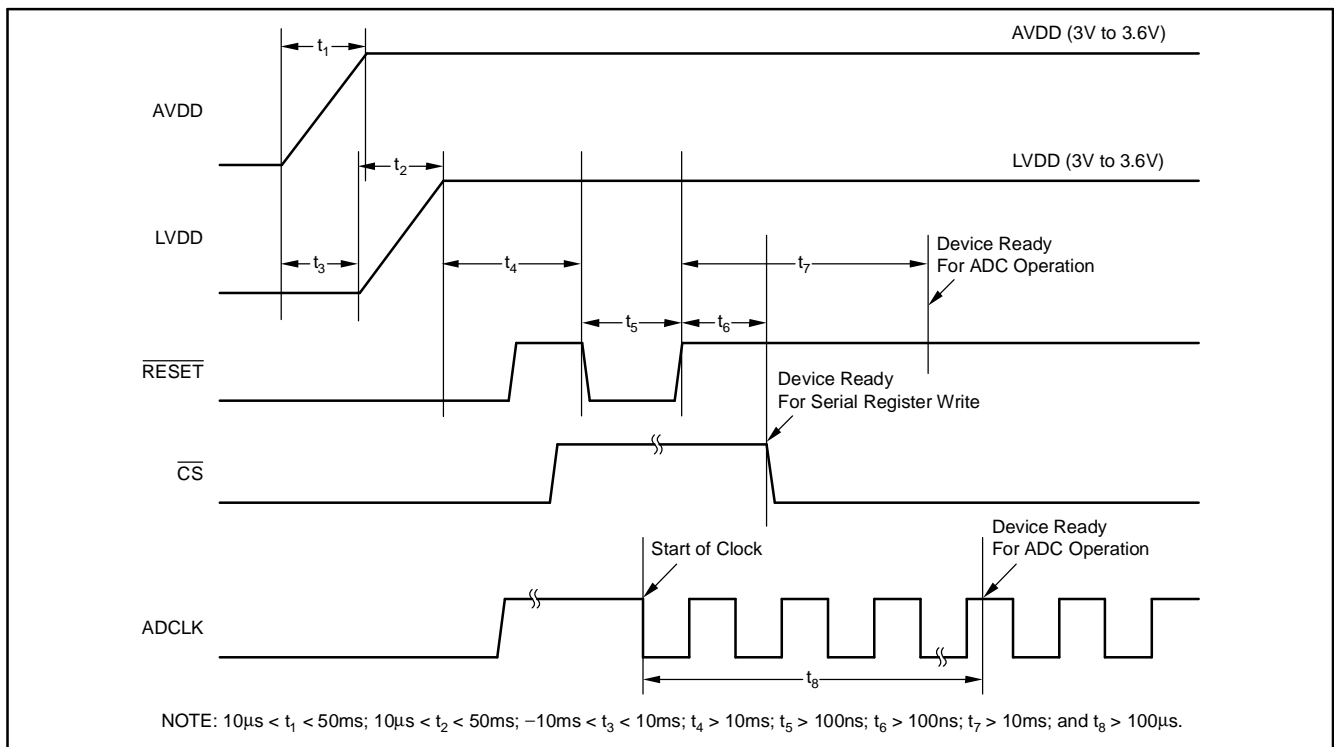 t1
AVDD (3V to 3.6V)
AVDD
t2
LVDD (3V to 3.6V)
LVDD
t3
t4
t7
Device Ready
For ADC Operation
t5
t6
RESET
Device Ready
For Serial Register Write
CS
Start of Clock
Device Ready
For ADC Operation
ADCLK
t8
NOTE: 10µs < t1 < 50ms; 10µs < t2 < 50ms; −10ms < t3 < 10ms; t4 > 10ms; t5 > 100ns; t6 > 100ns; t7 > 10ms; and t8 > 100µs.